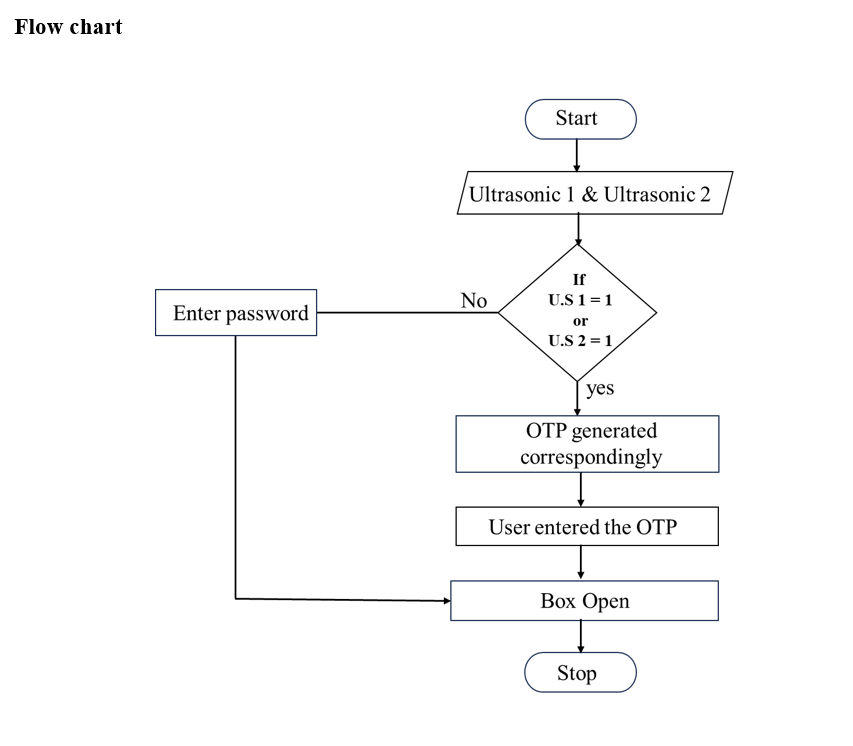 Flow chart
Start
Ultrasonic 1 & Ultrasonic 2
If
U.S 1 = 1
or
U.S 2 = 1
No
Enter password
yes
OTP generated
correspondingly
User entered the OTP
Box Open
Stop